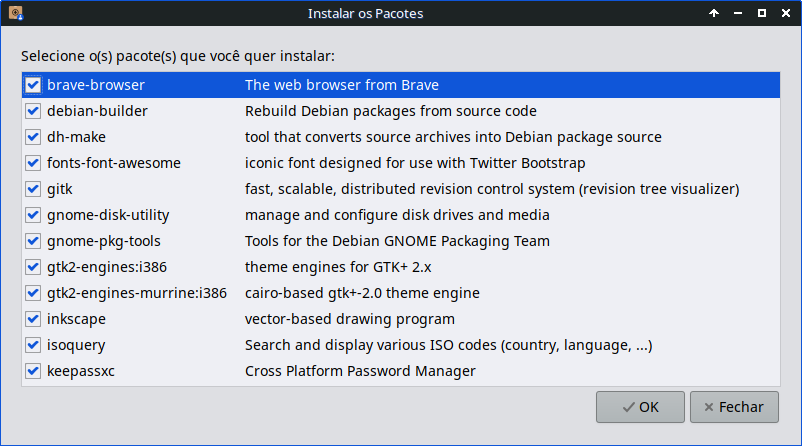 Instalar os Pacotes
Selecione o(s) pacote(s) que você quer instalar:
brave-browser The web browser from Brave
debian-builder Rebuild Debian packages from source code
dh-make tool that converts source archives into Debian package source
fonts-font-awesome iconic font designed for use with Twitter Bootstrap
gitk fast, scalable, distributed revision control system (revision tree visualizer)
gnome-disk-utility manage and configure disk drives and media
gnome-pkg-tools Tools for the Debian GNOME Packaging Team
gtk2-engines:i386 theme engines for GTK+ 2.x
gtk2-engines-murrine:i386 cairo-based gtk+-2.0 theme engine
inkscape vector-based drawing program
isoquery Search and display various ISO codes (country, language, ...)
keepassxc Cross Platform Password Manager
OK Fechar